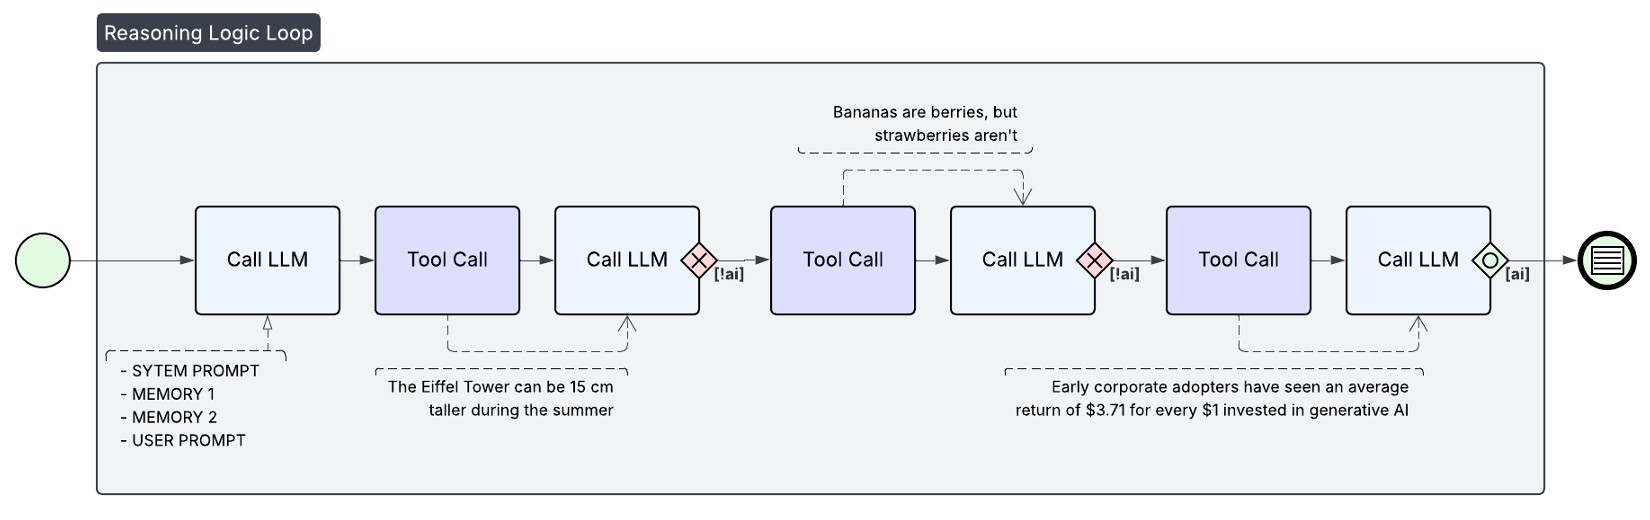 Reasoning Logic Loop
Bananas are berries, but
strawberries aren't
Call LLM
Tool Call
Call LLM
[!ai]
Tool Call
Call LLM
[!ai]
Tool Call
Call LLM
[ai]
- SYTEM PROMPT
- MEMORY 1
- MEMORY 2
- USER PROMPT
The Eiffel Tower can be 15 cm
taller during the summer
Early corporate adopters have seen an average
return of $3.71 for every $1 invested in generative AI